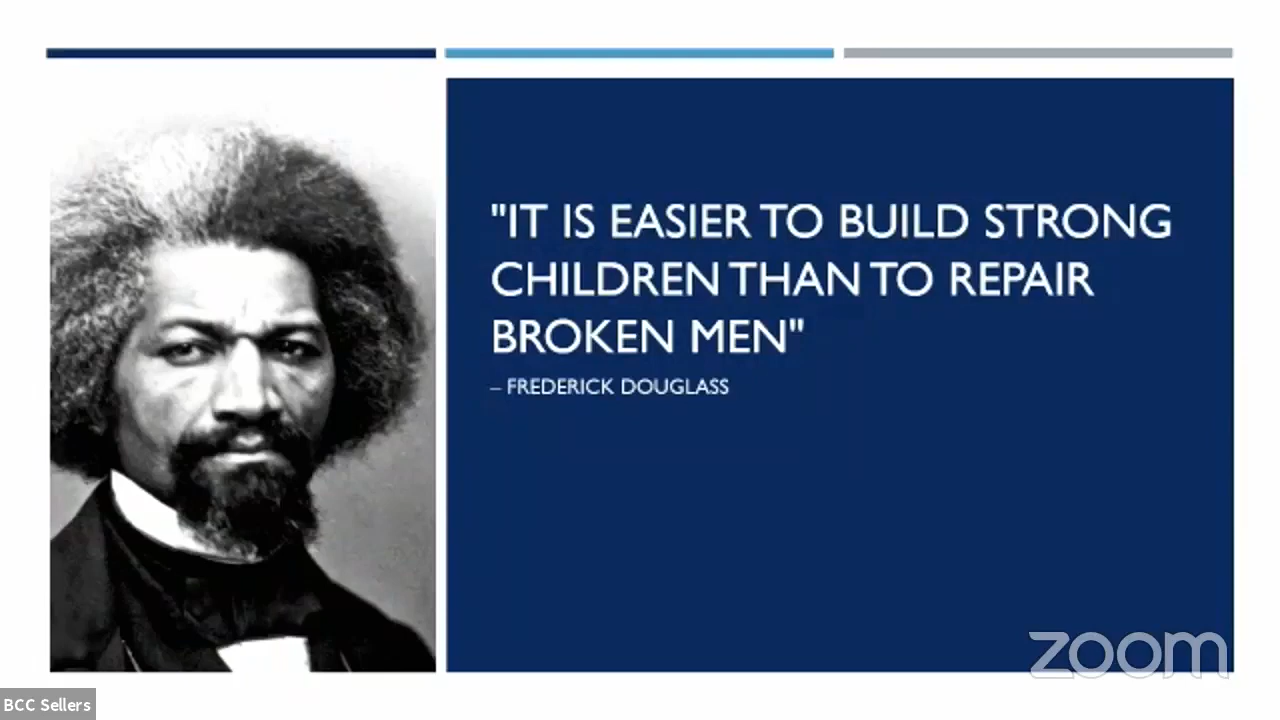 "IT IS EASIER TO BUILD STRONG
CHILDREN THAN TO REPAIR
BROKEN MEN"
– FREDERICK DOUGLASS
zoom
BCC Sellers